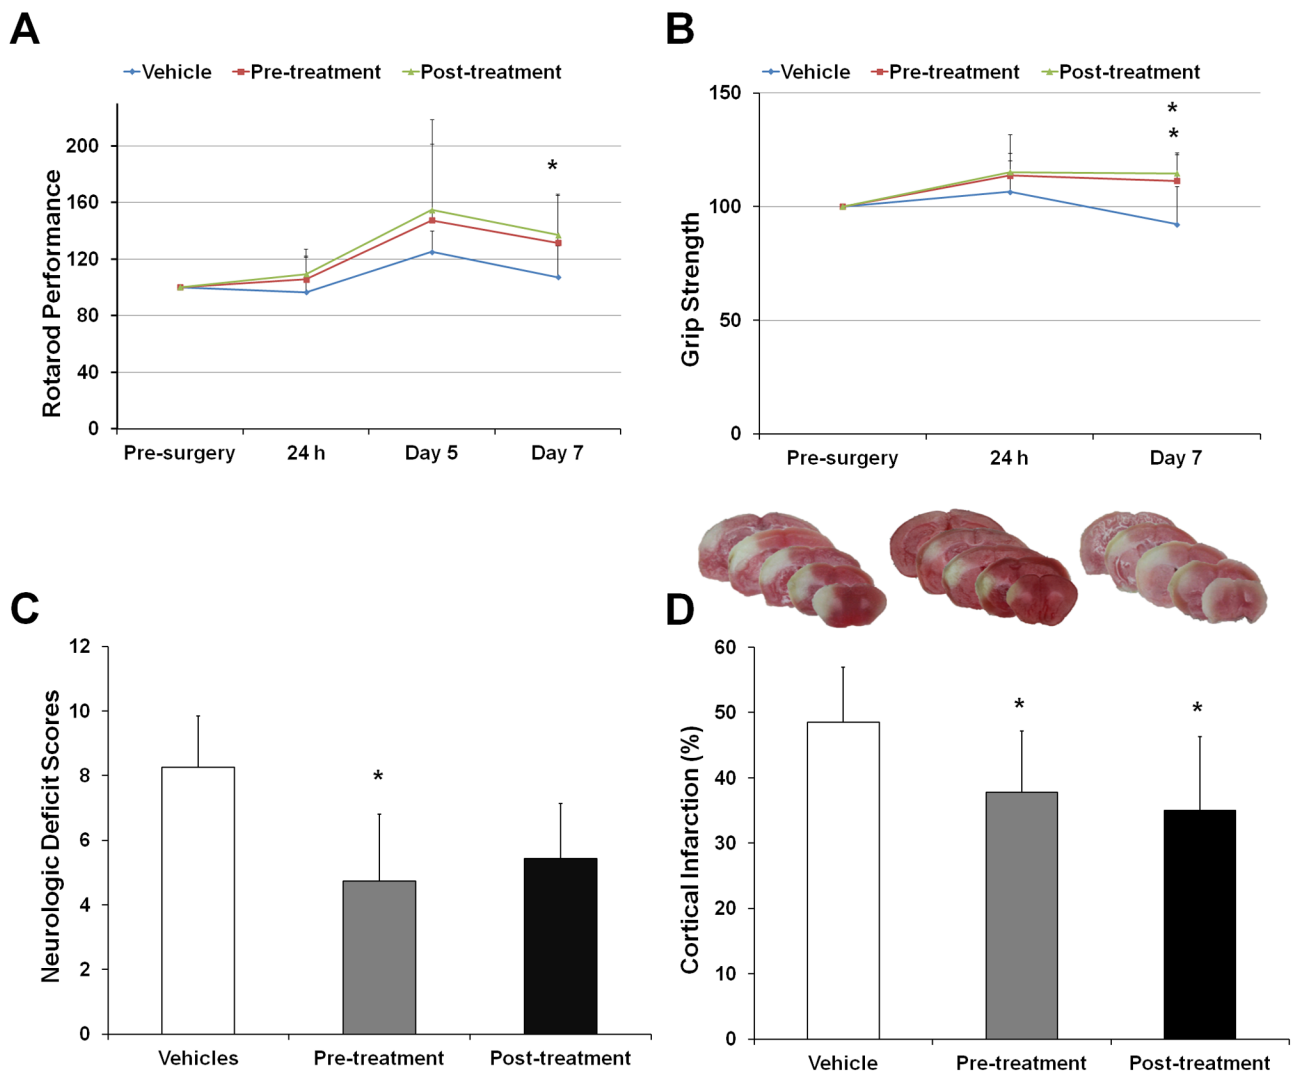 A
Vehicle Pre-treatment Post-treatment
Rotarod Performance
200
160
120
80
40
0
*
Pre-surgery 24 h Day 5 Day 7
B
Vehicle Pre-treatment Post-treatment
Grip Strength
150
100
50
0
*
*
Pre-surgery 24 h Day 7
C
Neurologic Deficit Scores
12
10
8
6
4
2
0
*
Vehicles Pre-treatment Post-treatment
D
Cortical Infarction (%)
60
50
40
30
20
10
0
* *
Vehicle Pre-treatment Post-treatment